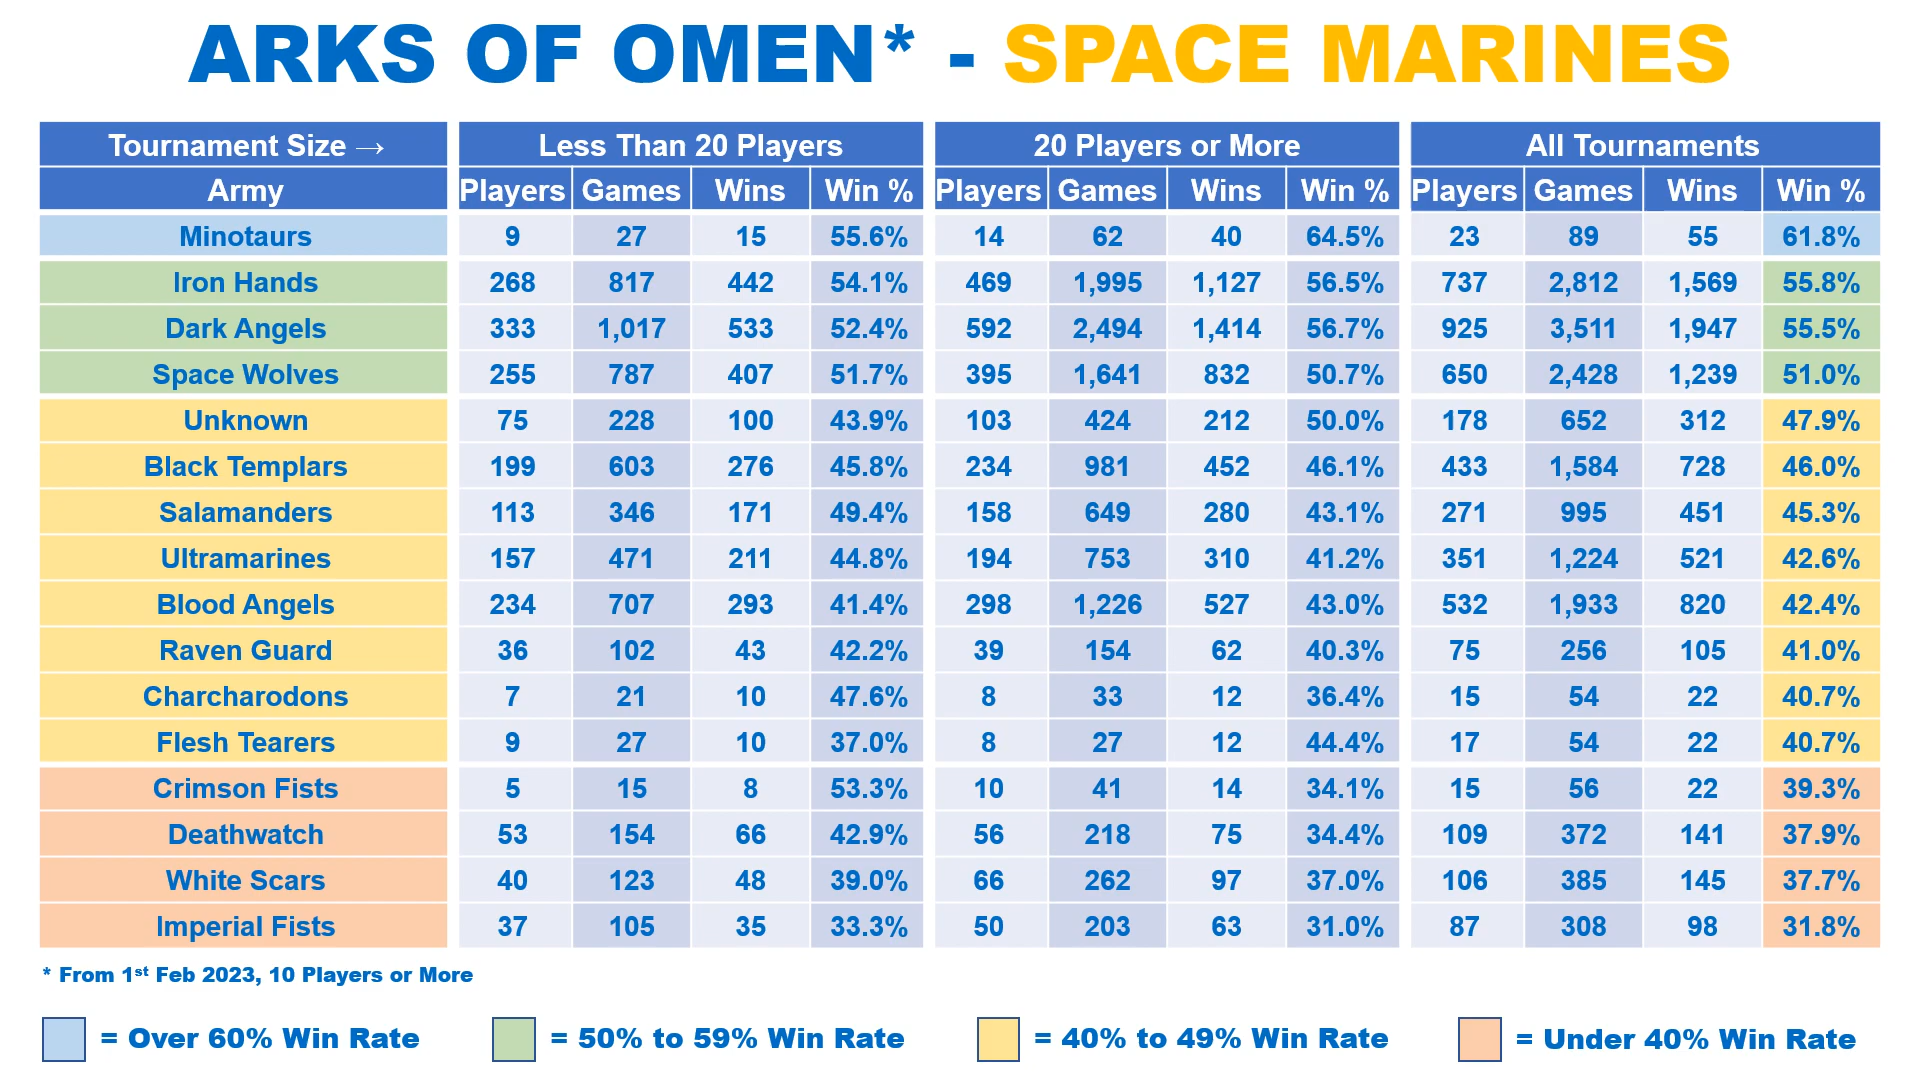 ARKS OF OMEN* - SPACE MARINES
Tournament Size → Less Than 20 Players 20 Players or More All Tournaments
Army Players Games Wins Win % Players Games Wins Win % Players Games Wins Win %
Minotaurs 9 27 15 55.6% 14 62 40 64.5% 23 89 55 61.8%
Iron Hands 268 817 442 54.1% 469 1,995 1,127 56.5% 737 2,812 1,569 55.8%
Dark Angels 333 1,017 533 52.4% 592 2,494 1,414 56.7% 925 3,511 1,947 55.5%
Space Wolves 255 787 407 51.7% 395 1,641 832 50.7% 650 2,428 1,239 51.0%
Unknown 75 228 100 43.9% 103 424 212 50.0% 178 652 312 47.9%
Black Templars 199 603 276 45.8% 234 981 452 46.1% 433 1,584 728 46.0%
Salamanders 113 346 171 49.4% 158 649 280 43.1% 271 995 451 45.3%
Ultramarines 157 471 211 44.8% 194 753 310 41.2% 351 1,224 521 42.6%
Blood Angels 234 707 293 41.4% 298 1,226 527 43.0% 532 1,933 820 42.4%
Raven Guard 36 102 43 42.2% 39 154 62 40.3% 75 256 105 41.0%
Charcharodons 7 21 10 47.6% 8 33 12 36.4% 15 54 22 40.7%
Flesh Tearers 9 27 10 37.0% 8 27 12 44.4% 17 54 22 40.7%
Crimson Fists 5 15 8 53.3% 10 41 14 34.1% 15 56 22 39.3%
Deathwatch 53 154 66 42.9% 56 218 75 34.4% 109 372 141 37.9%
White Scars 40 123 48 39.0% 66 262 97 37.0% 106 385 145 37.7%
Imperial Fists 37 105 35 33.3% 50 203 63 31.0% 87 308 98 31.8%
* From 1st Feb 2023, 10 Players or More
= Over 60% Win Rate = 50% to 59% Win Rate = 40% to 49% Win Rate = Under 40% Win Rate